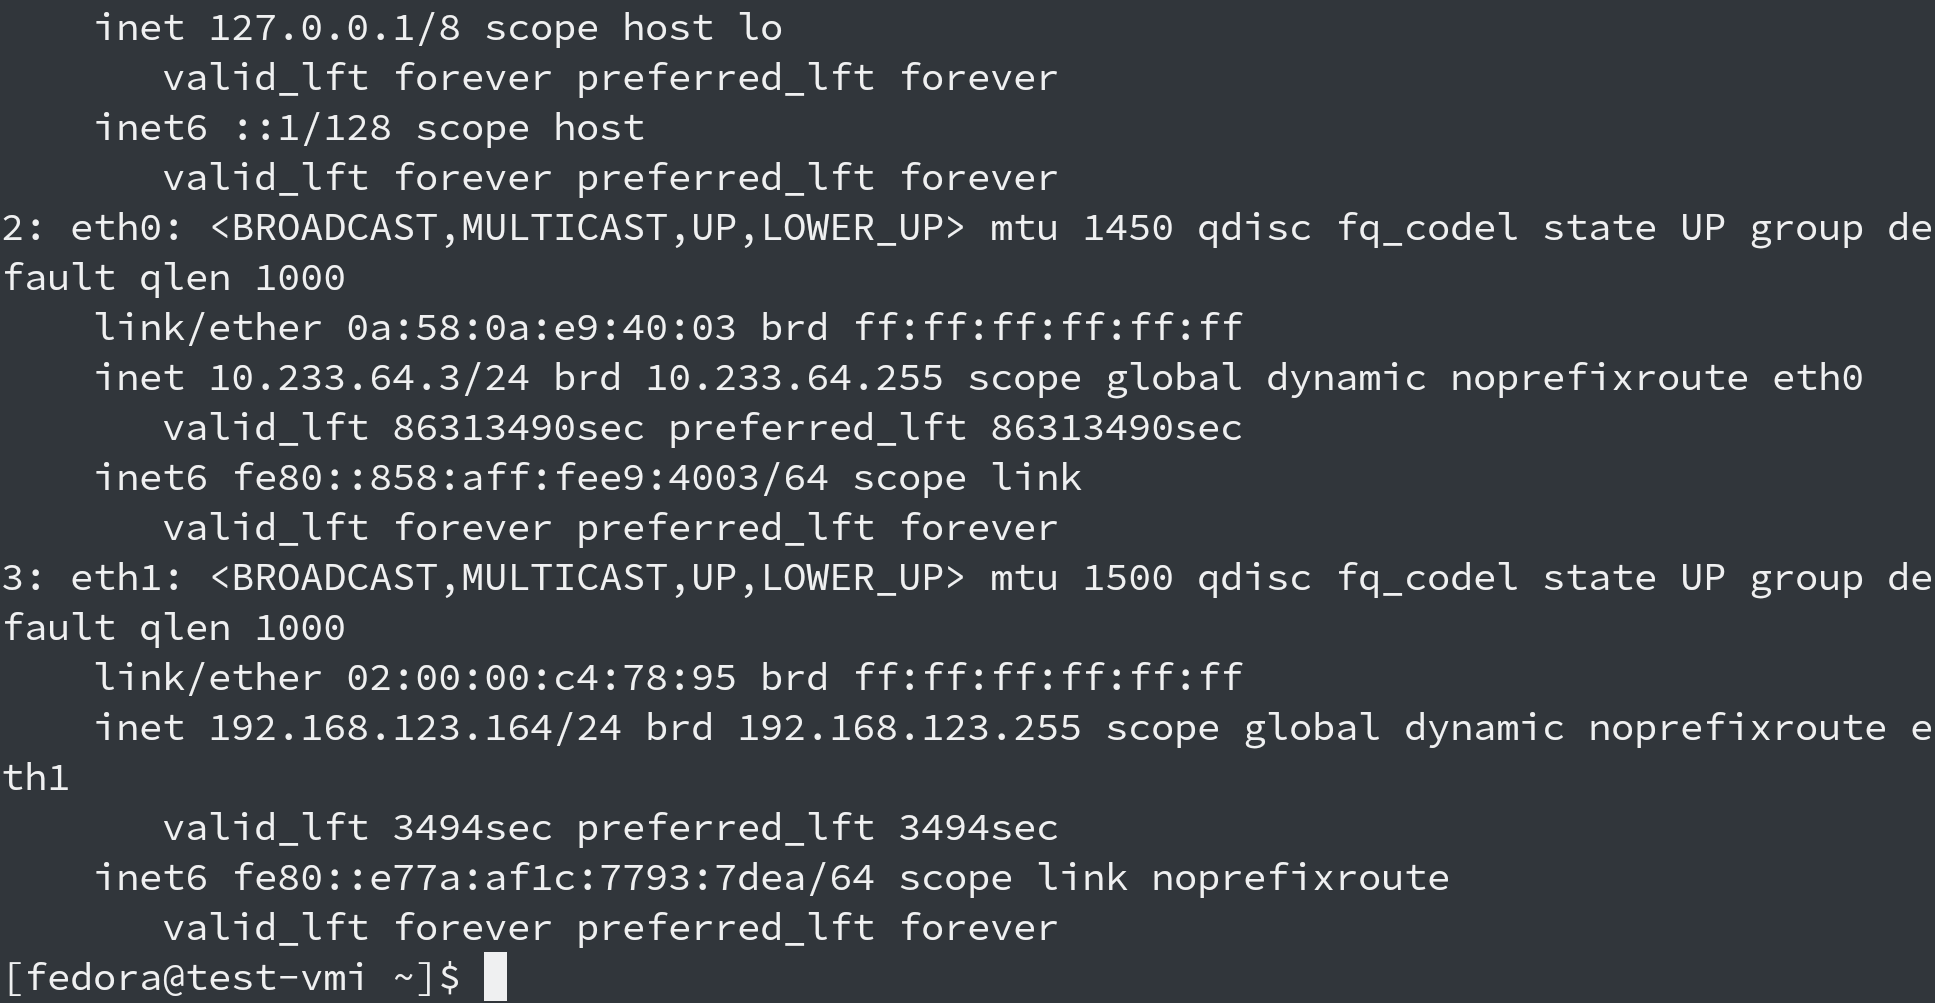 inet 127.0.0.1/8 scope host lo
valid_lft forever preferred_lft forever
inet6 ::1/128 scope host
valid_lft forever preferred_lft forever
2: eth0: <BROADCAST,MULTICAST,UP,LOWER_UP> mtu 1450 qdisc fq_codel state UP group de
fault qlen 1000
link/ether 0a:58:0a:e9:40:03 brd ff:ff:ff:ff:ff:ff
inet 10.233.64.3/24 brd 10.233.64.255 scope global dynamic noprefixroute eth0
valid_lft 86313490sec preferred_lft 86313490sec
inet6 fe80::858:aff:fee9:4003/64 scope link
valid_lft forever preferred_lft forever
3: eth1: <BROADCAST,MULTICAST,UP,LOWER_UP> mtu 1500 qdisc fq_codel state UP group de
fault qlen 1000
link/ether 02:00:00:c4:78:95 brd ff:ff:ff:ff:ff:ff
inet 192.168.123.164/24 brd 192.168.123.255 scope global dynamic noprefixroute e
th1
valid_lft 3494sec preferred_lft 3494sec
inet6 fe80::e77a:af1c:7793:7dea/64 scope link noprefixroute
valid_lft forever preferred_lft forever
[fedora@test-vmi ~]$